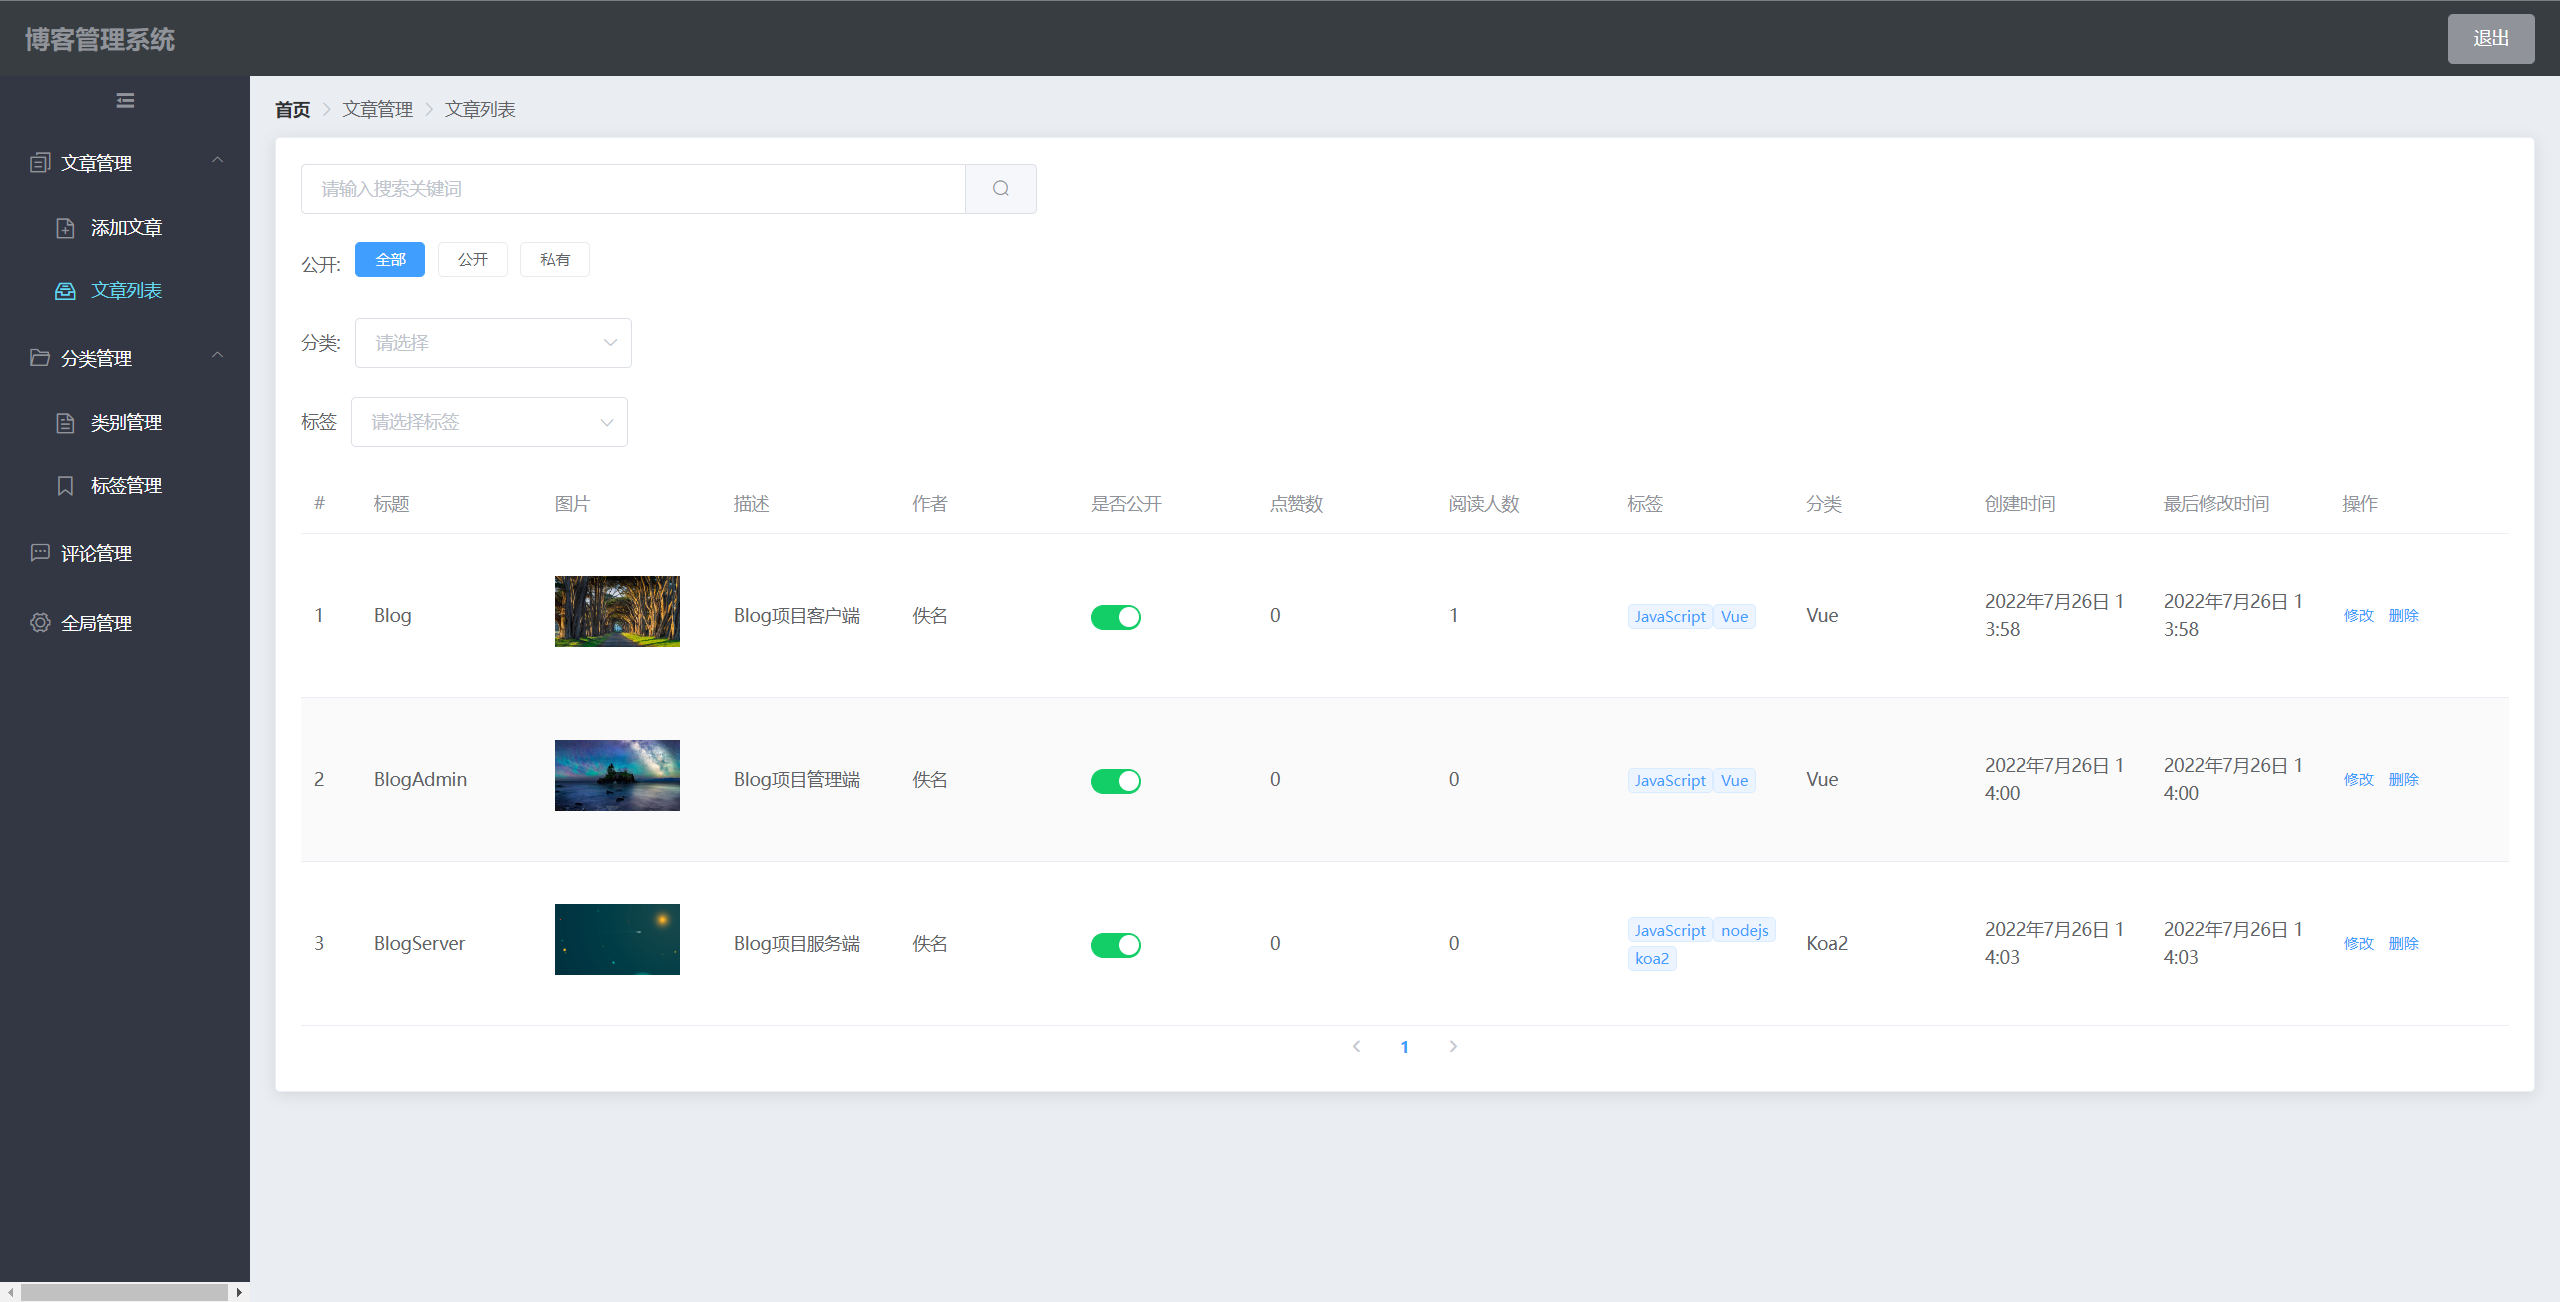 博客管理系统
退出
文章管理
添加文章
文章列表
分类管理
类别管理
标签管理
评论管理
全局管理
首页 文章管理 文章列表
请输入搜索关键词
公开: 全部 公开 私有
分类: 请选择
标签 请选择标签
# 标题 图片 描述 作者 是否公开 点赞数 阅读人数 标签 分类 创建时间 最后修改时间 操作
1 Blog Blog项目客户端 佚名 0 1 JavaScript Vue Vue 2022年7月26日 1 2022年7月26日 1 修改 删除
3:58 3:58
2 BlogAdmin Blog项目管理端 佚名 0 0 JavaScript Vue Vue 2022年7月26日 1 2022年7月26日 1 修改 删除
4:00 4:00
3 BlogServer Blog项目服务端 佚名 0 0 JavaScript nodejs Koa2 2022年7月26日 1 2022年7月26日 1 修改 删除
koa2 4:03 4:03
1